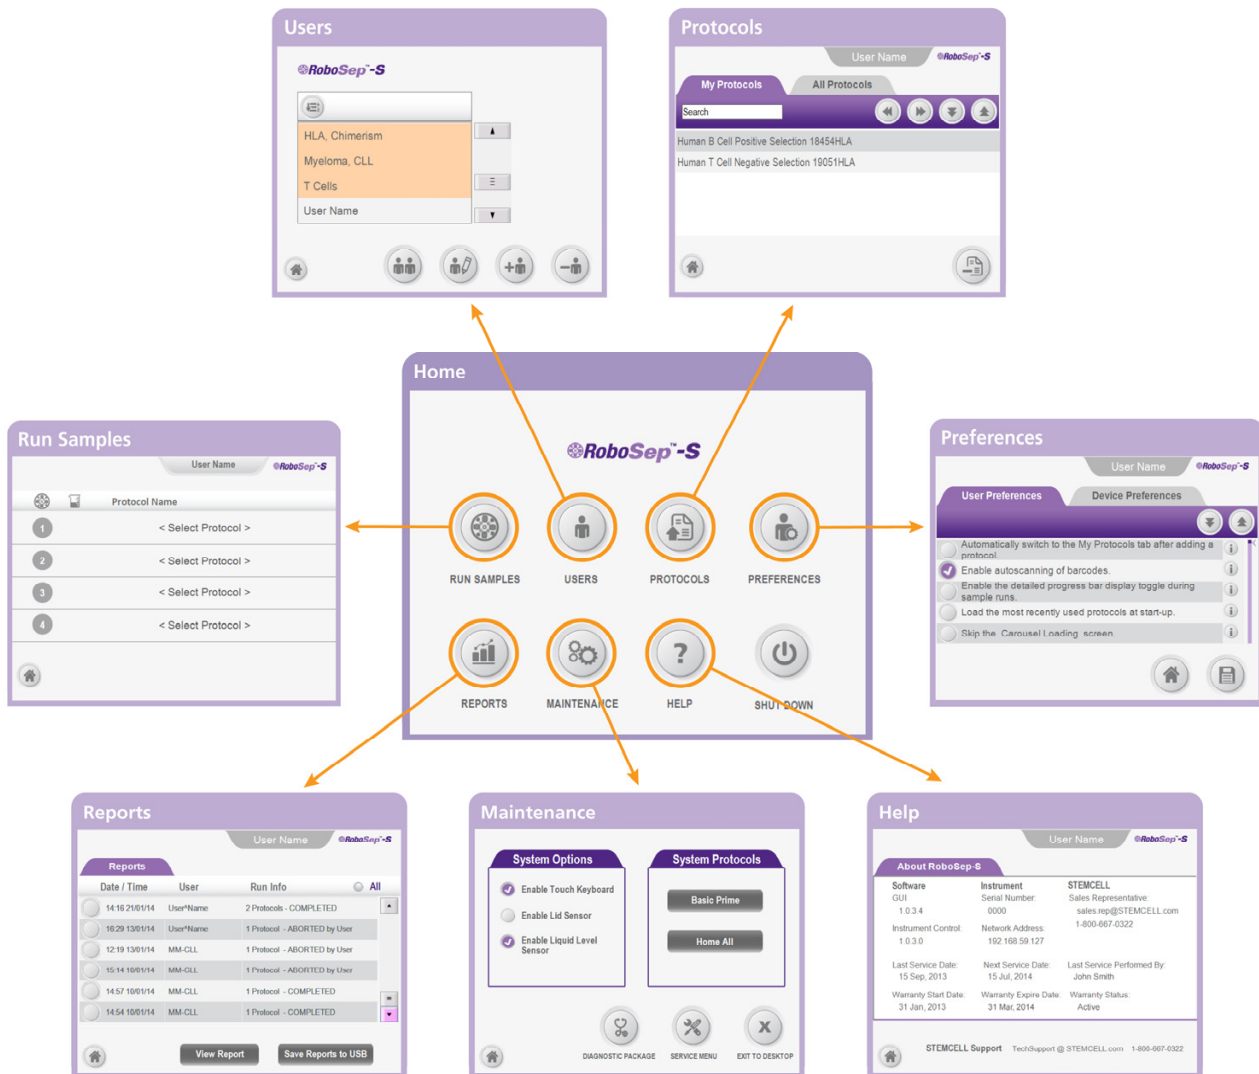 Users
RoboSep™-S
HLA, Chimerism
Myeloma, CLL
T Cells
User Name
Protocols
User Name
RoboSep™-S
My Protocols
All Protocols
Search
Human B Cell Positive Selection 18454HLA
Human T Cell Negative Selection 19051HLA
Home
RoboSep™-S
RUN SAMPLES
USERS
PROTOCOLS
PREFERENCES
REPORTS
MAINTENANCE
HELP
SHUT DOWN
Run Samples
User Name
RoboSep™-S
Protocol Name
1 < Select Protocol >
2 < Select Protocol >
3 < Select Protocol >
4 < Select Protocol >
Preferences
User Name
RoboSep™-S
User Preferences
Device Preferences
Automatically switch to the My Protocols tab after adding a
protocol.
Enable autoscanning of barcodes.
Enable the detailed progress bar display toggle during
sample runs.
Load the most recently used protocols at start-up.
Skip the Carousel Loading screen
Reports
User Name
RoboSep™-S
Reports
Date / Time User Run Info All
14:16 21/01/14 User^Name 2 Protocols - COMPLETED
16:29 13/01/14 User^Name 1 Protocol - ABORTED by User
12:19 13/01/14 MM-CLL 1 Protocol - ABORTED by User
15:14 10/01/14 MM-CLL 1 Protocol - ABORTED by User
14:57 10/01/14 MM-CLL 1 Protocol - COMPLETED
14:54 10/01/14 MM-CLL 1 Protocol - COMPLETED
View Report
Save Reports to USB
Maintenance
System Options
Enable Touch Keyboard
Enable Lid Sensor
Enable Liquid Level
Sensor
System Protocols
Basic Prime
Home All
DIAGNOSTIC PACKAGE
SERVICE MENU
X
EXIT TO DESKTOP
Help
User Name
RoboSep™-S
About RoboSep-S
Software Instrument STEMCELL
GUI Serial Number: Sales Representative:
1.0.3.4 0000 sales.rep@STEMCELL.com
1-800-667-0322
Instrument Control: Network Address:
1.0.3.0 192.168.59.127
Last Service Date: Next Service Date: Last Service Performed By:
15 Sep, 2013 15 Jul, 2014 John Smith
Warranty Start Date: Warranty Expire Date: Warranty Status:
31 Jan, 2013 31 Mar, 2014 Active
STEMCELL Support TechSupport @ STEMCELL.com 1-800-667-0322